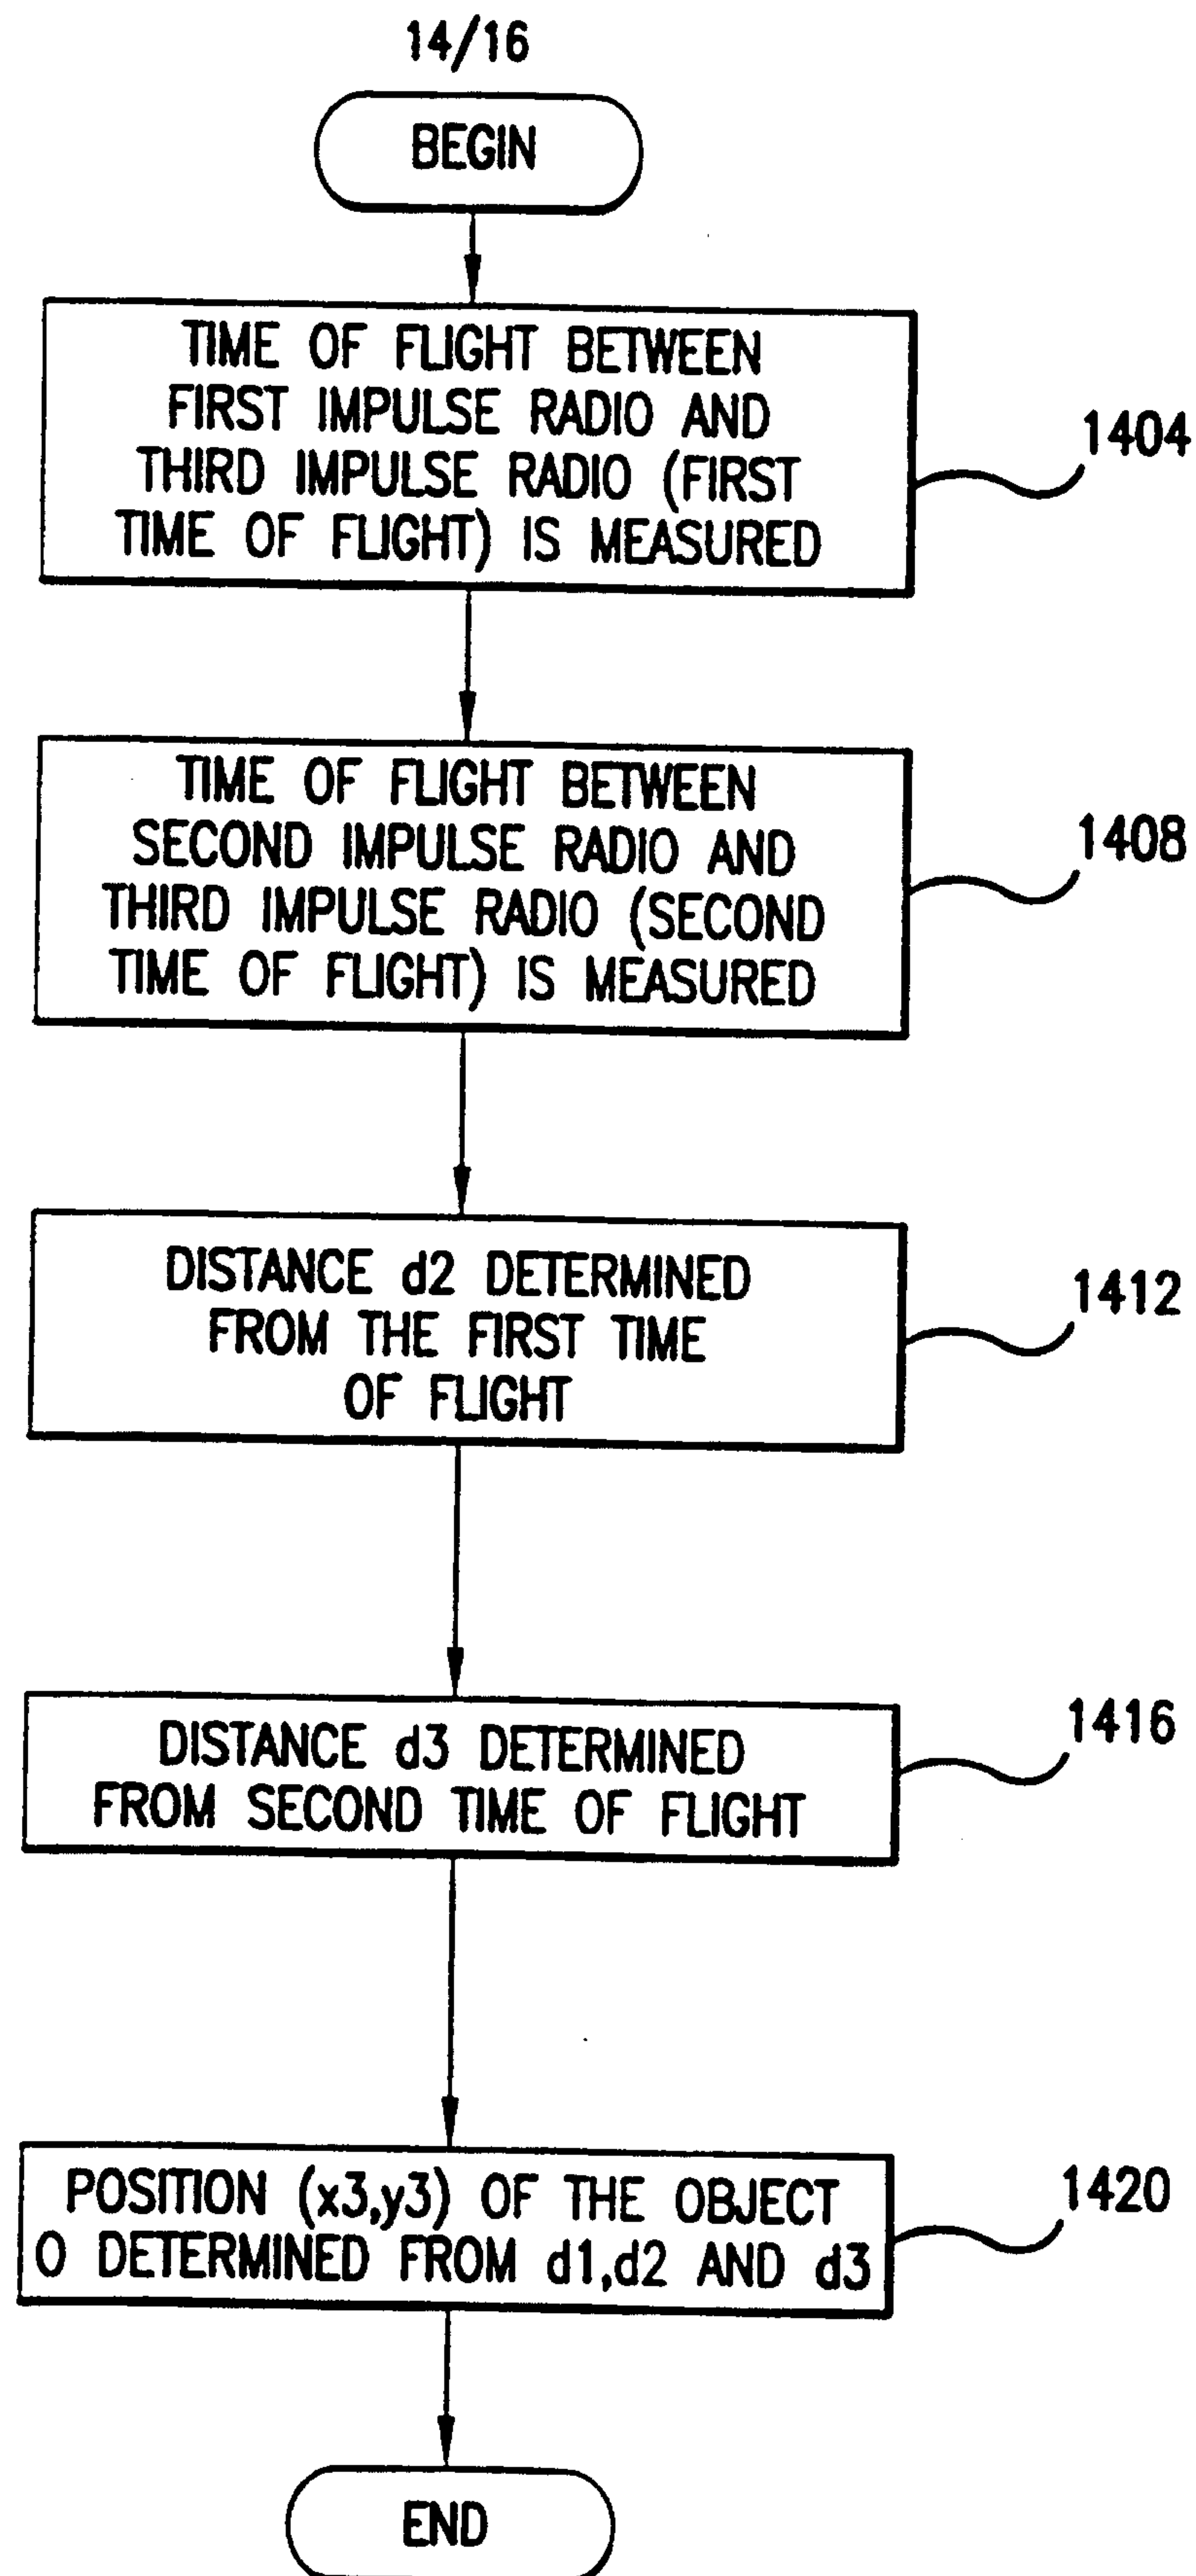 14/16
BEGIN
TIME OF FLIGHT BETWEEN
FIRST IMPULSE RADIO AND
THIRD IMPULSE RADIO (FIRST
TIME OF FLIGHT) IS MEASURED
1404
TIME OF FLIGHT BETWEEN
SECOND IMPULSE RADIO AND
THIRD IMPULSE RADIO (SECOND
TIME OF FLIGHT) IS MEASURED
1408
DISTANCE d2 DETERMINED
FROM THE FIRST TIME
OF FLIGHT
1412
DISTANCE d3 DETERMINED
FROM SECOND TIME OF FLIGHT
1416
POSITION (x3,y3) OF THE OBJECT
O DETERMINED FROM d1,d2 AND d3
1420
END